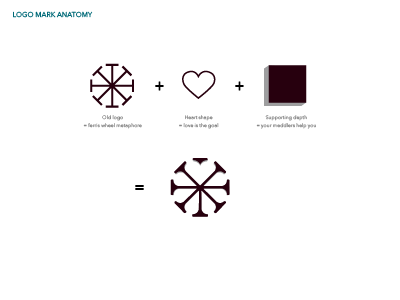 LOGO MARK ANATOMY
+ +
Old logo
= ferris wheel metaphore
Heart shape
= love is the goal
Supporting depth
= your meddlers help you
=